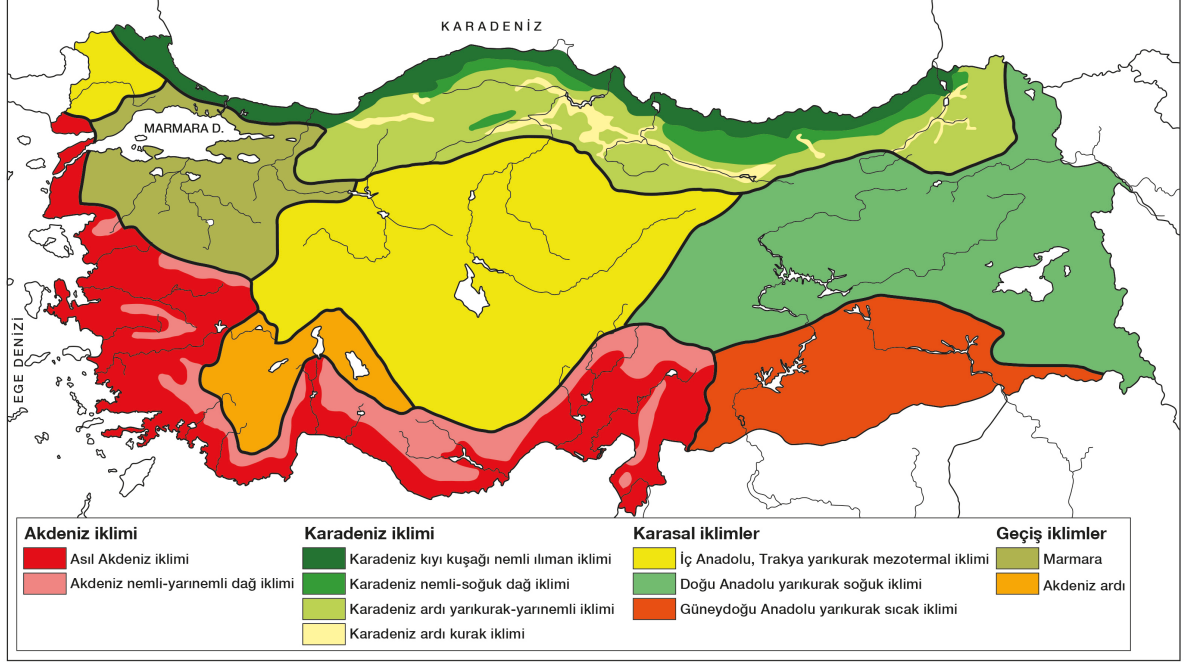 KARADENİZ
MARMARA D.
EGE DENİZİ
Akdeniz iklimi
Asıl Akdeniz iklimi
Akdeniz nemli-yarınemli dağ iklimi
Karadeniz iklimi
Karadeniz kıyı kuşağı nemli ılıman iklimi
Karadeniz nemli-soğuk dağ iklimi
Karadeniz ardı yarıkurak-yarınemli iklimi
Karadeniz ardı kurak iklimi
Karasal iklimler
İç Anadolu, Trakya yarıkurak mezotermal iklimi
Doğu Anadolu yarıkurak soğuk iklimi
Güneydoğu Anadolu yarıkurak sıcak iklimi
Geçiş iklimler
Marmara
Akdeniz ardı